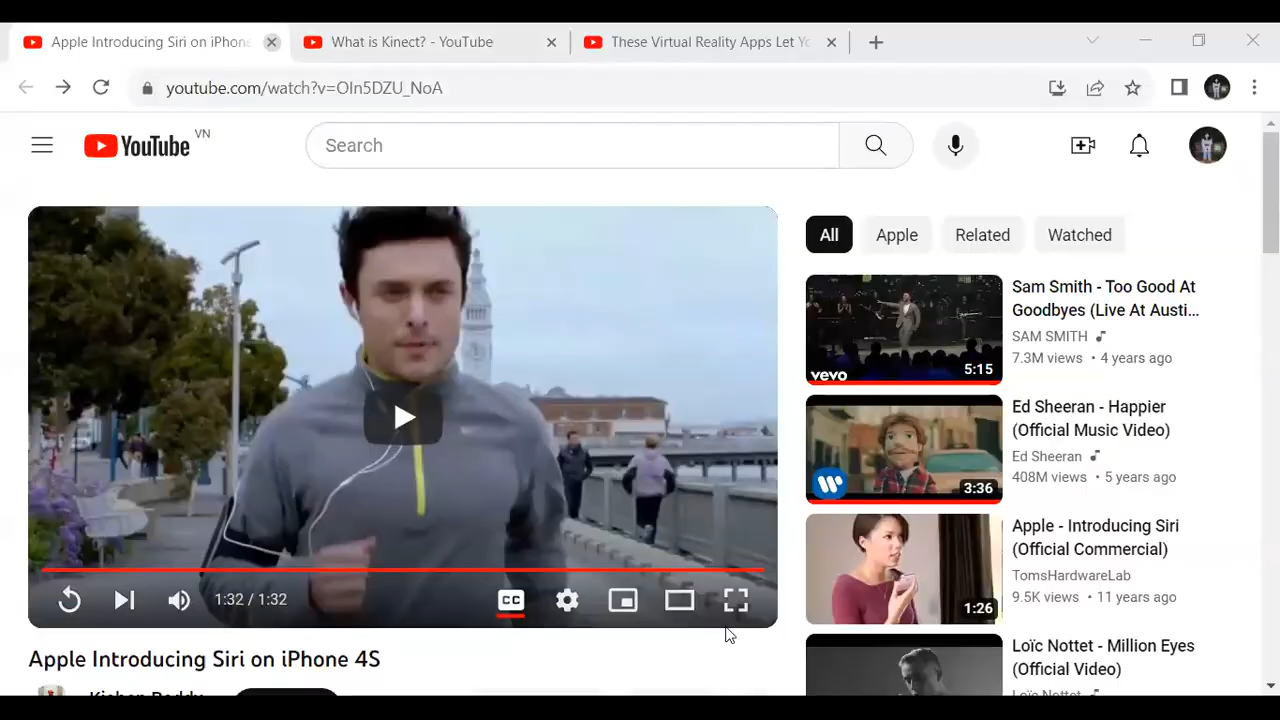 Apple Introducing Siri on iPhone
What is Kinect? - YouTube
These Virtual Reality Apps Let Yo
youtube.com/watch?v=OIn5DZU_NoA
YouTube VN
Search
All
Apple
Related
Watched
Sam Smith - Too Good At
Goodbyes (Live At Austi...
SAM SMITH
7.3M views • 4 years ago
vevo
5:15
Ed Sheeran - Happier
(Official Music Video)
Ed Sheeran
408M views • 5 years ago
3:36
Apple - Introducing Siri
(Official Commercial)
TomsHardwareLab
9.5K views • 11 years ago
1:26
Loïc Nottet - Million Eyes
(Official Video)
Loïc Nottet
1:32 / 1:32
CC
Apple Introducing Siri on iPhone 4S